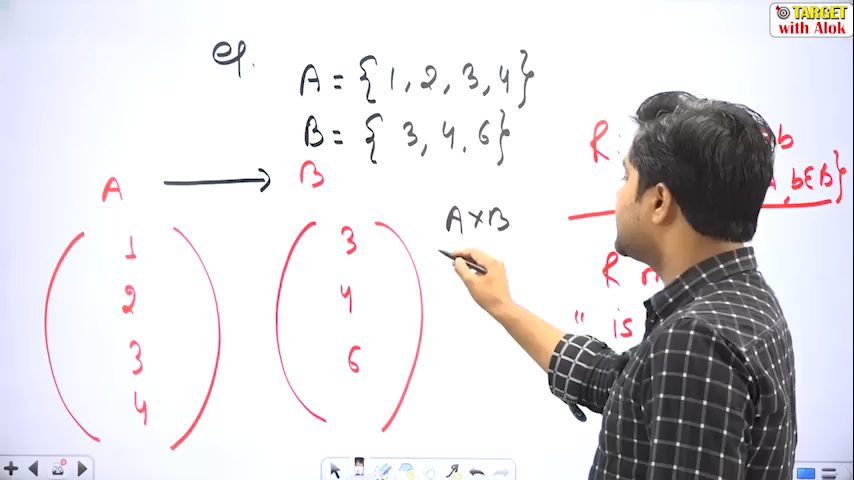 TARGET
with Alok
eg.
A = { 1, 2, 3, 4}
B = { 3, 4, 6}
R: b
A, b∈B}
A → B
A×B
1 3
2 4
3 6
4
R
" is